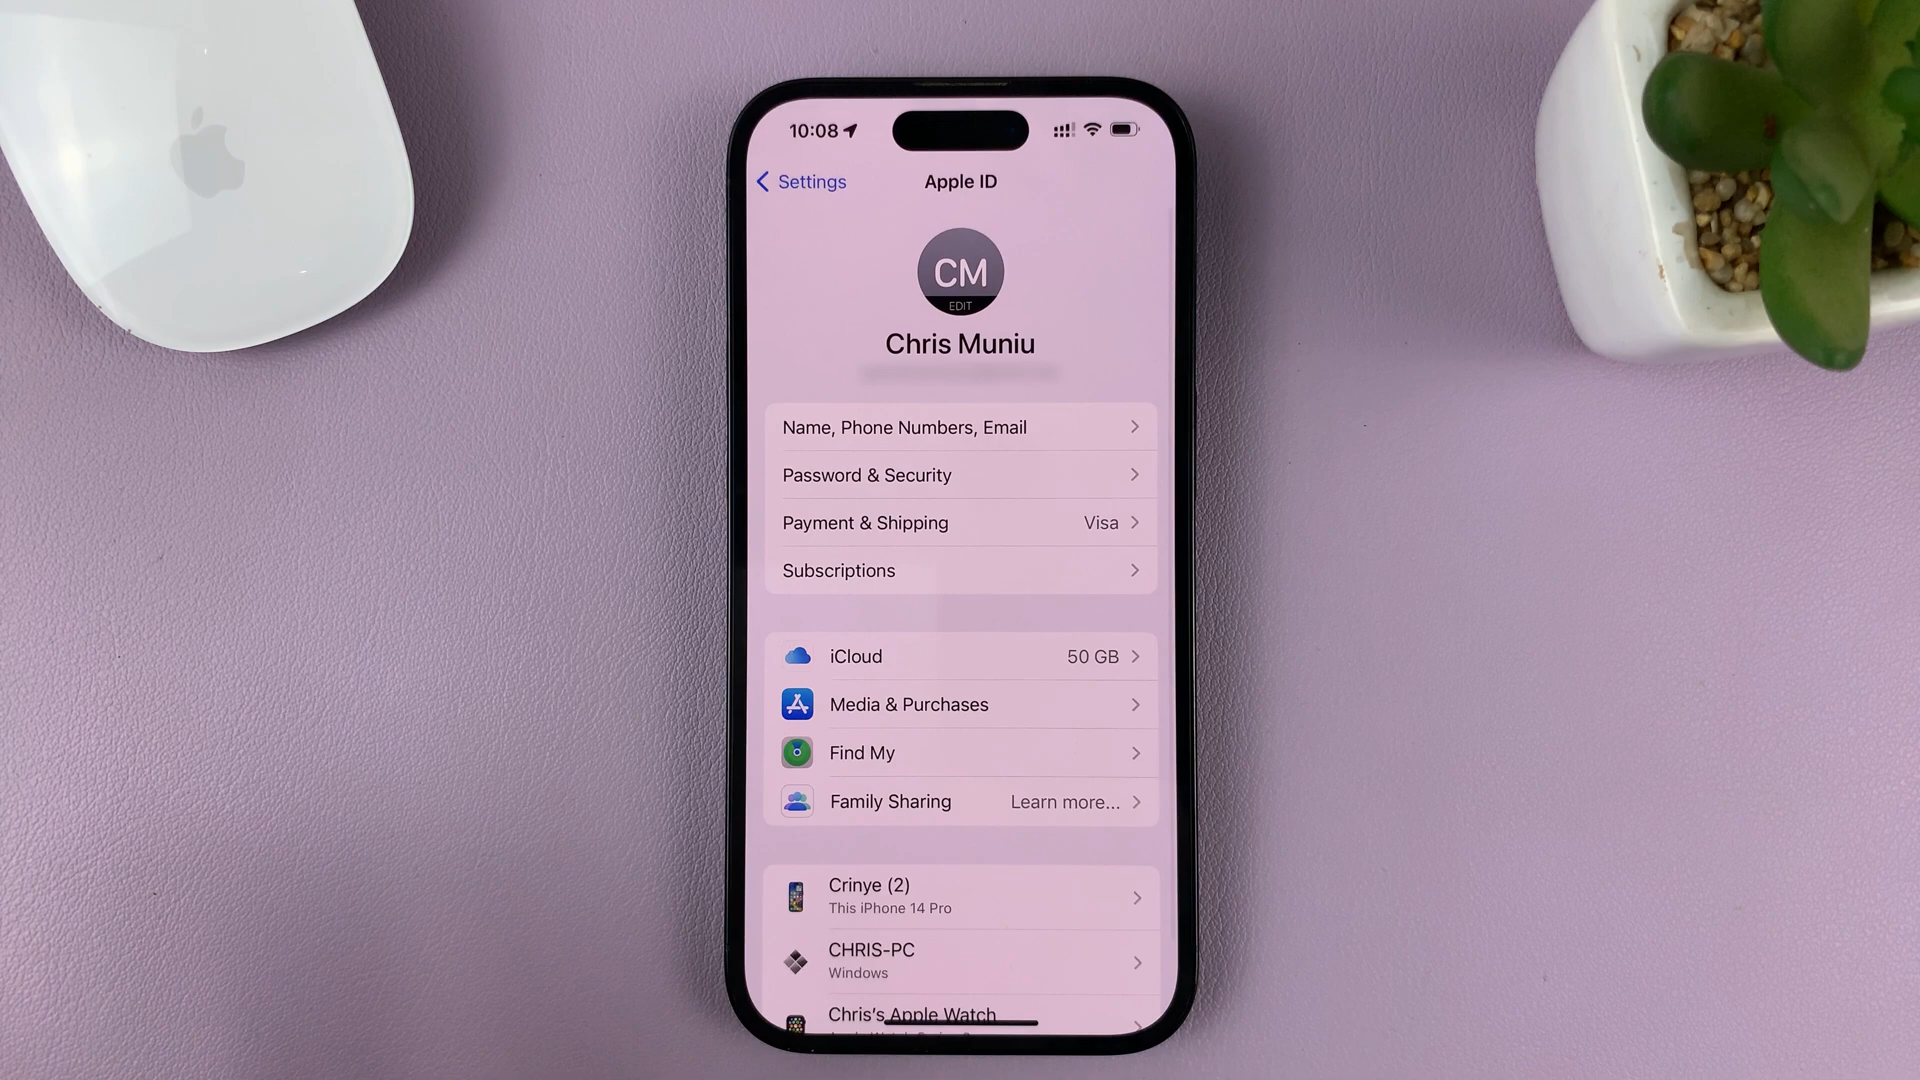 10:08
Settings
Apple ID
CM
EDIT
Chris Muniu
Name, Phone Numbers, Email
Password & Security
Payment & Shipping Visa
Subscriptions
iCloud 50 GB
Media & Purchases
Find My
Family Sharing Learn more...
Crinye (2)
This iPhone 14 Pro
CHRIS-PC
Windows
Chris's Apple Watch